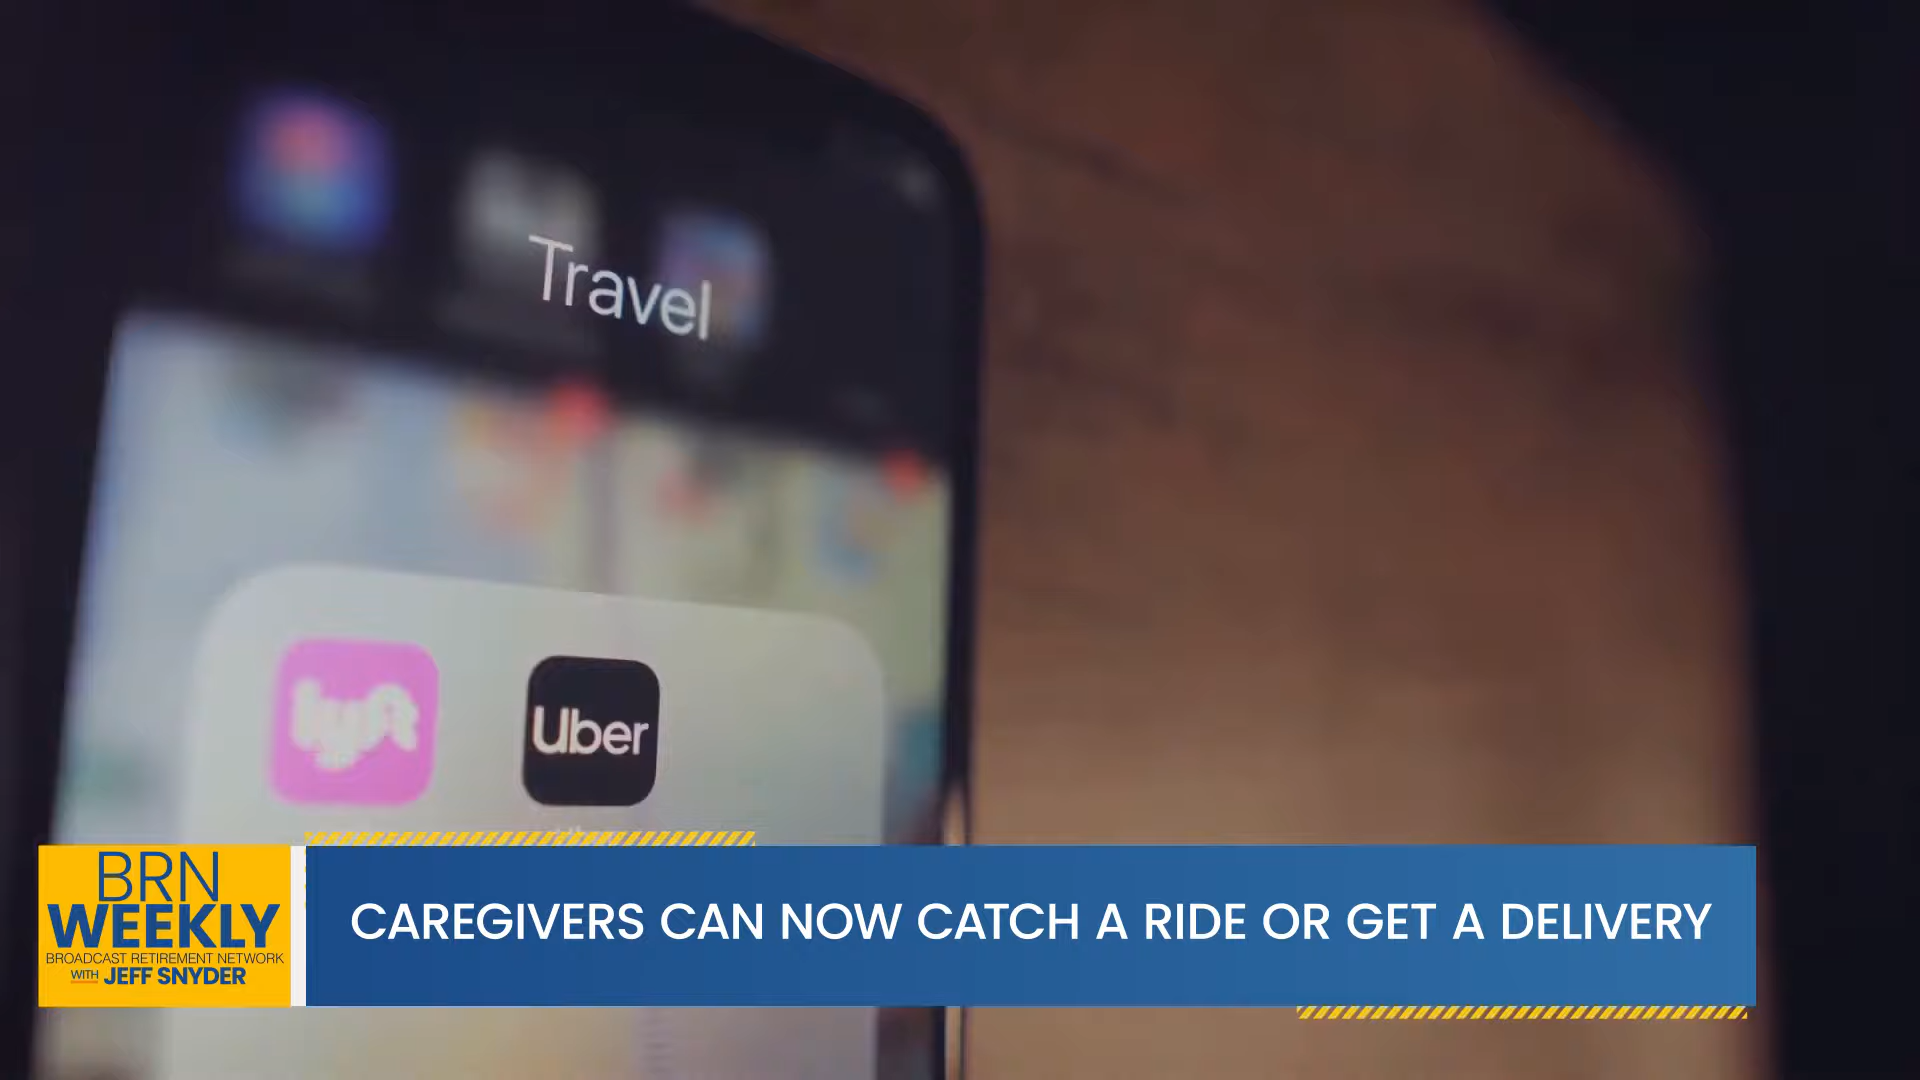 Travel
lyft
Uber
BRN
WEEKLY
BROADCAST RETIREMENT NETWORK
WITH JEFF SNYDER
CAREGIVERS CAN NOW CATCH A RIDE OR GET A DELIVERY